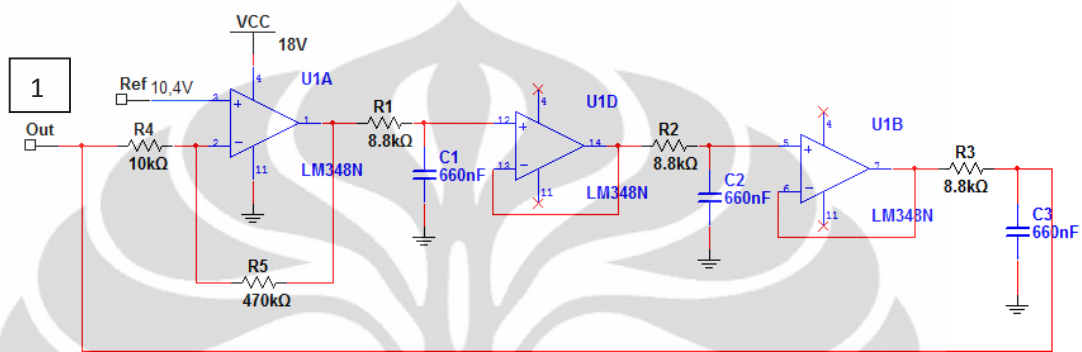 VCC
18V
1
Ref 10,4V
4
U1A
3
1
2
11
LM348N
Out
R4
10kΩ
R5
470kΩ
R1
8.8kΩ
C1
660nF
4
U1D
12
14
13
11
LM348N
R2
8.8kΩ
C2
660nF
4
U1B
5
7
6
11
LM348N
R3
8.8kΩ
C3
660nF